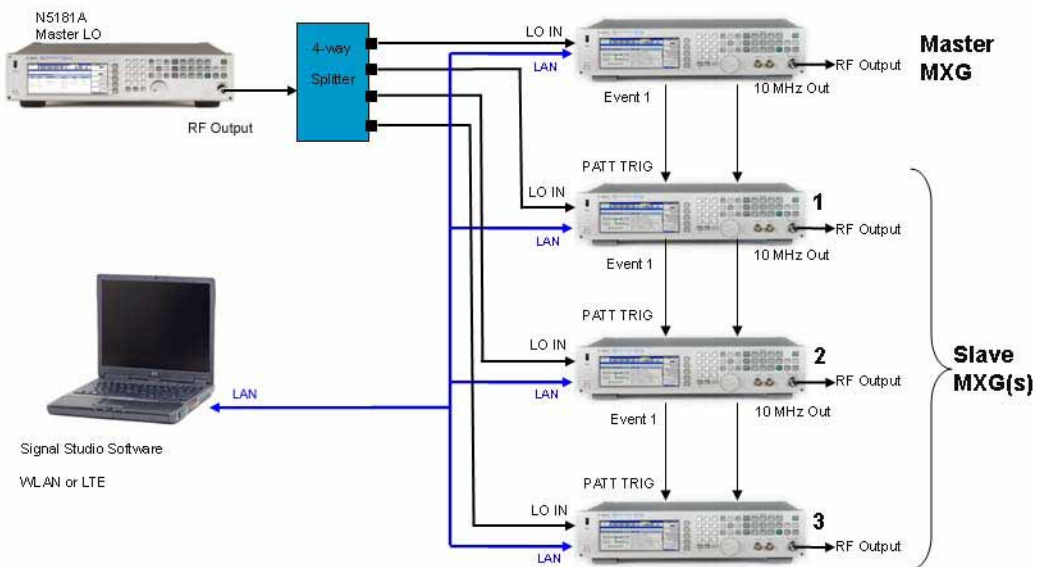 N5181A
Master LO
4-way
Splitter
RF Output
LO IN
LAN
Event 1
10 MHz Out
RF Output
Master
MXG
PATT TRIG
LO IN
LAN
Event 1
10 MHz Out
1
RF Output
PATT TRIG
LO IN
LAN
Event 1
10 MHz Out
2
RF Output
Slave
MXG(s)
LAN
Signal Studio Software
WLAN or LTE
PATT TRIG
LO IN
LAN
3
RF Output